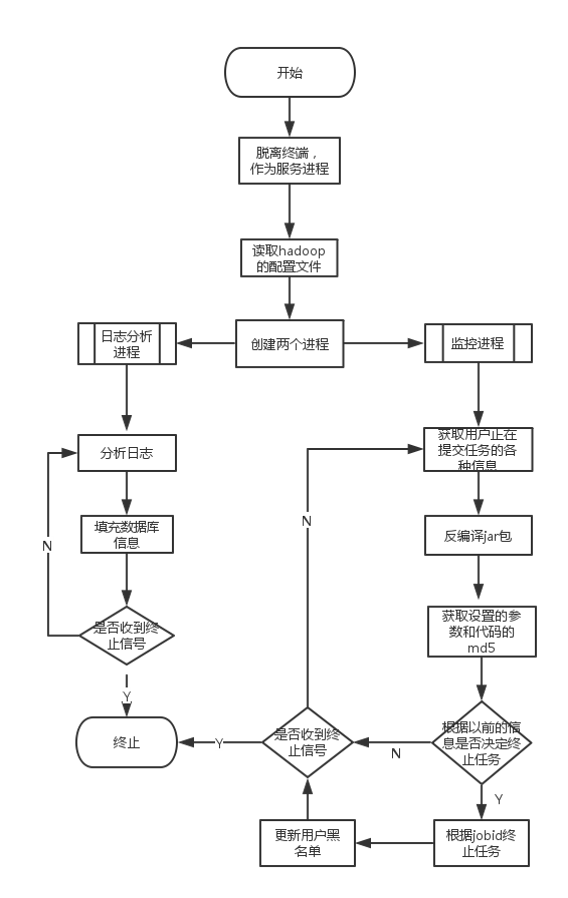 开始
脱离终端，
作为服务进程
读取hadoop
的配置文件
日志分析
进程
创建两个进程
监控进程
分析日志
获取用户正在
提交任务的各
种信息
N
N
填充数据库
信息
反编译jar包
是否收到终
止信号
获取设置的参
数和代码的
md5
Y
终止
Y
是否收到终
止信号
N
根据以前的信
息是否决定终
止任务
Y
更新用户黑
名单
根据jobid终
止任务